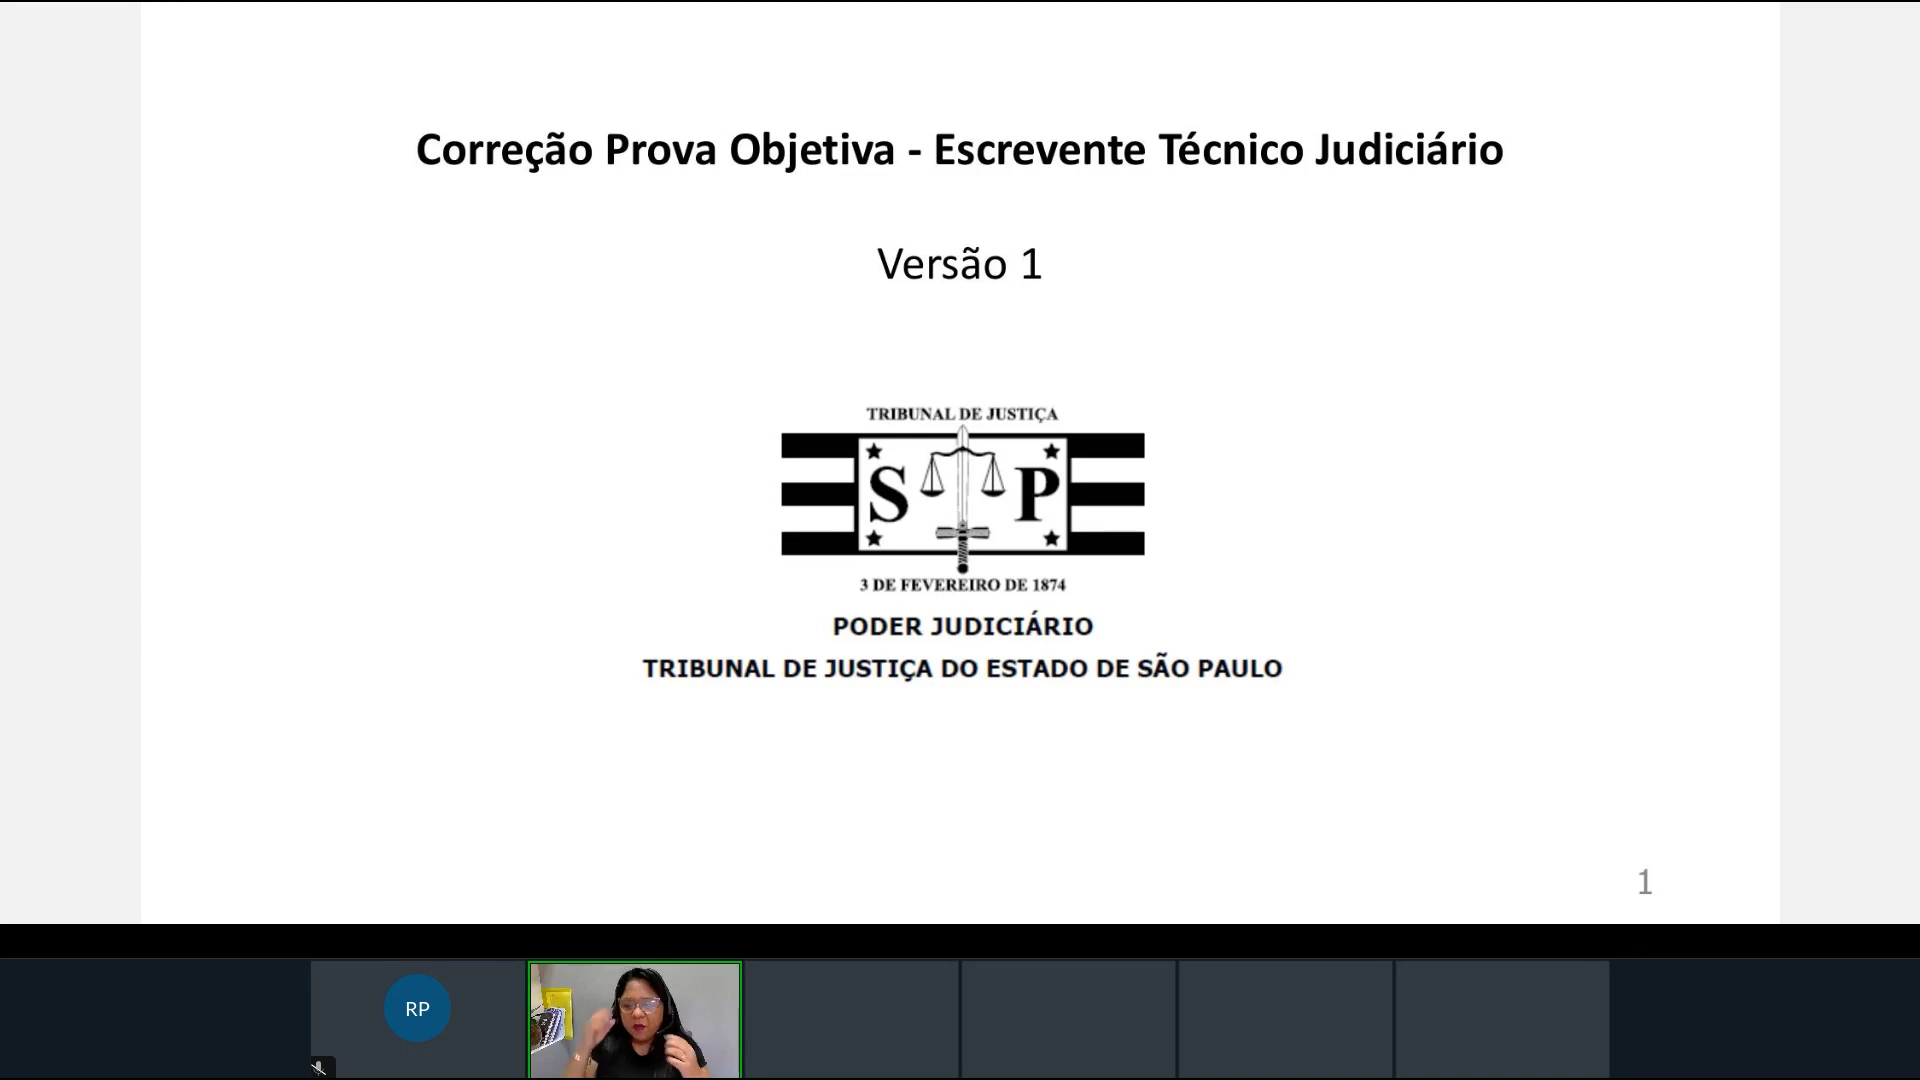 Correção Prova Objetiva - Escrevente Técnico Judiciário
Versão 1
TRIBUNAL DE JUSTIÇA
S P
3 DE FEVEREIRO DE 1874
PODER JUDICIÁRIO
TRIBUNAL DE JUSTIÇA DO ESTADO DE SÃO PAULO
1
RP